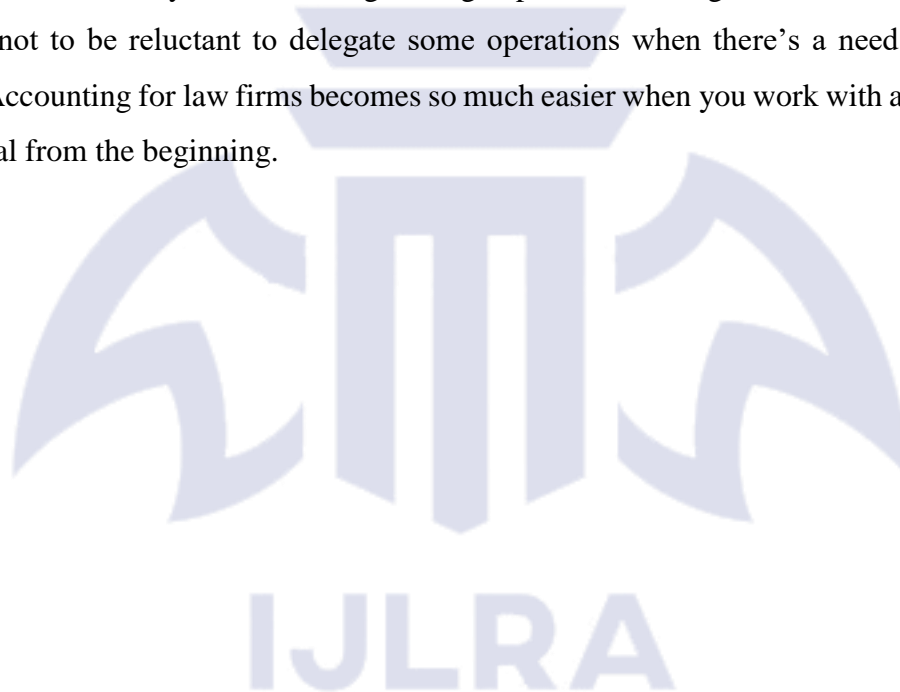 not to be reluctant to delegate some operations when there’s a need
Accounting for law firms becomes so much easier when you work with a
al from the beginning.
IJLRA